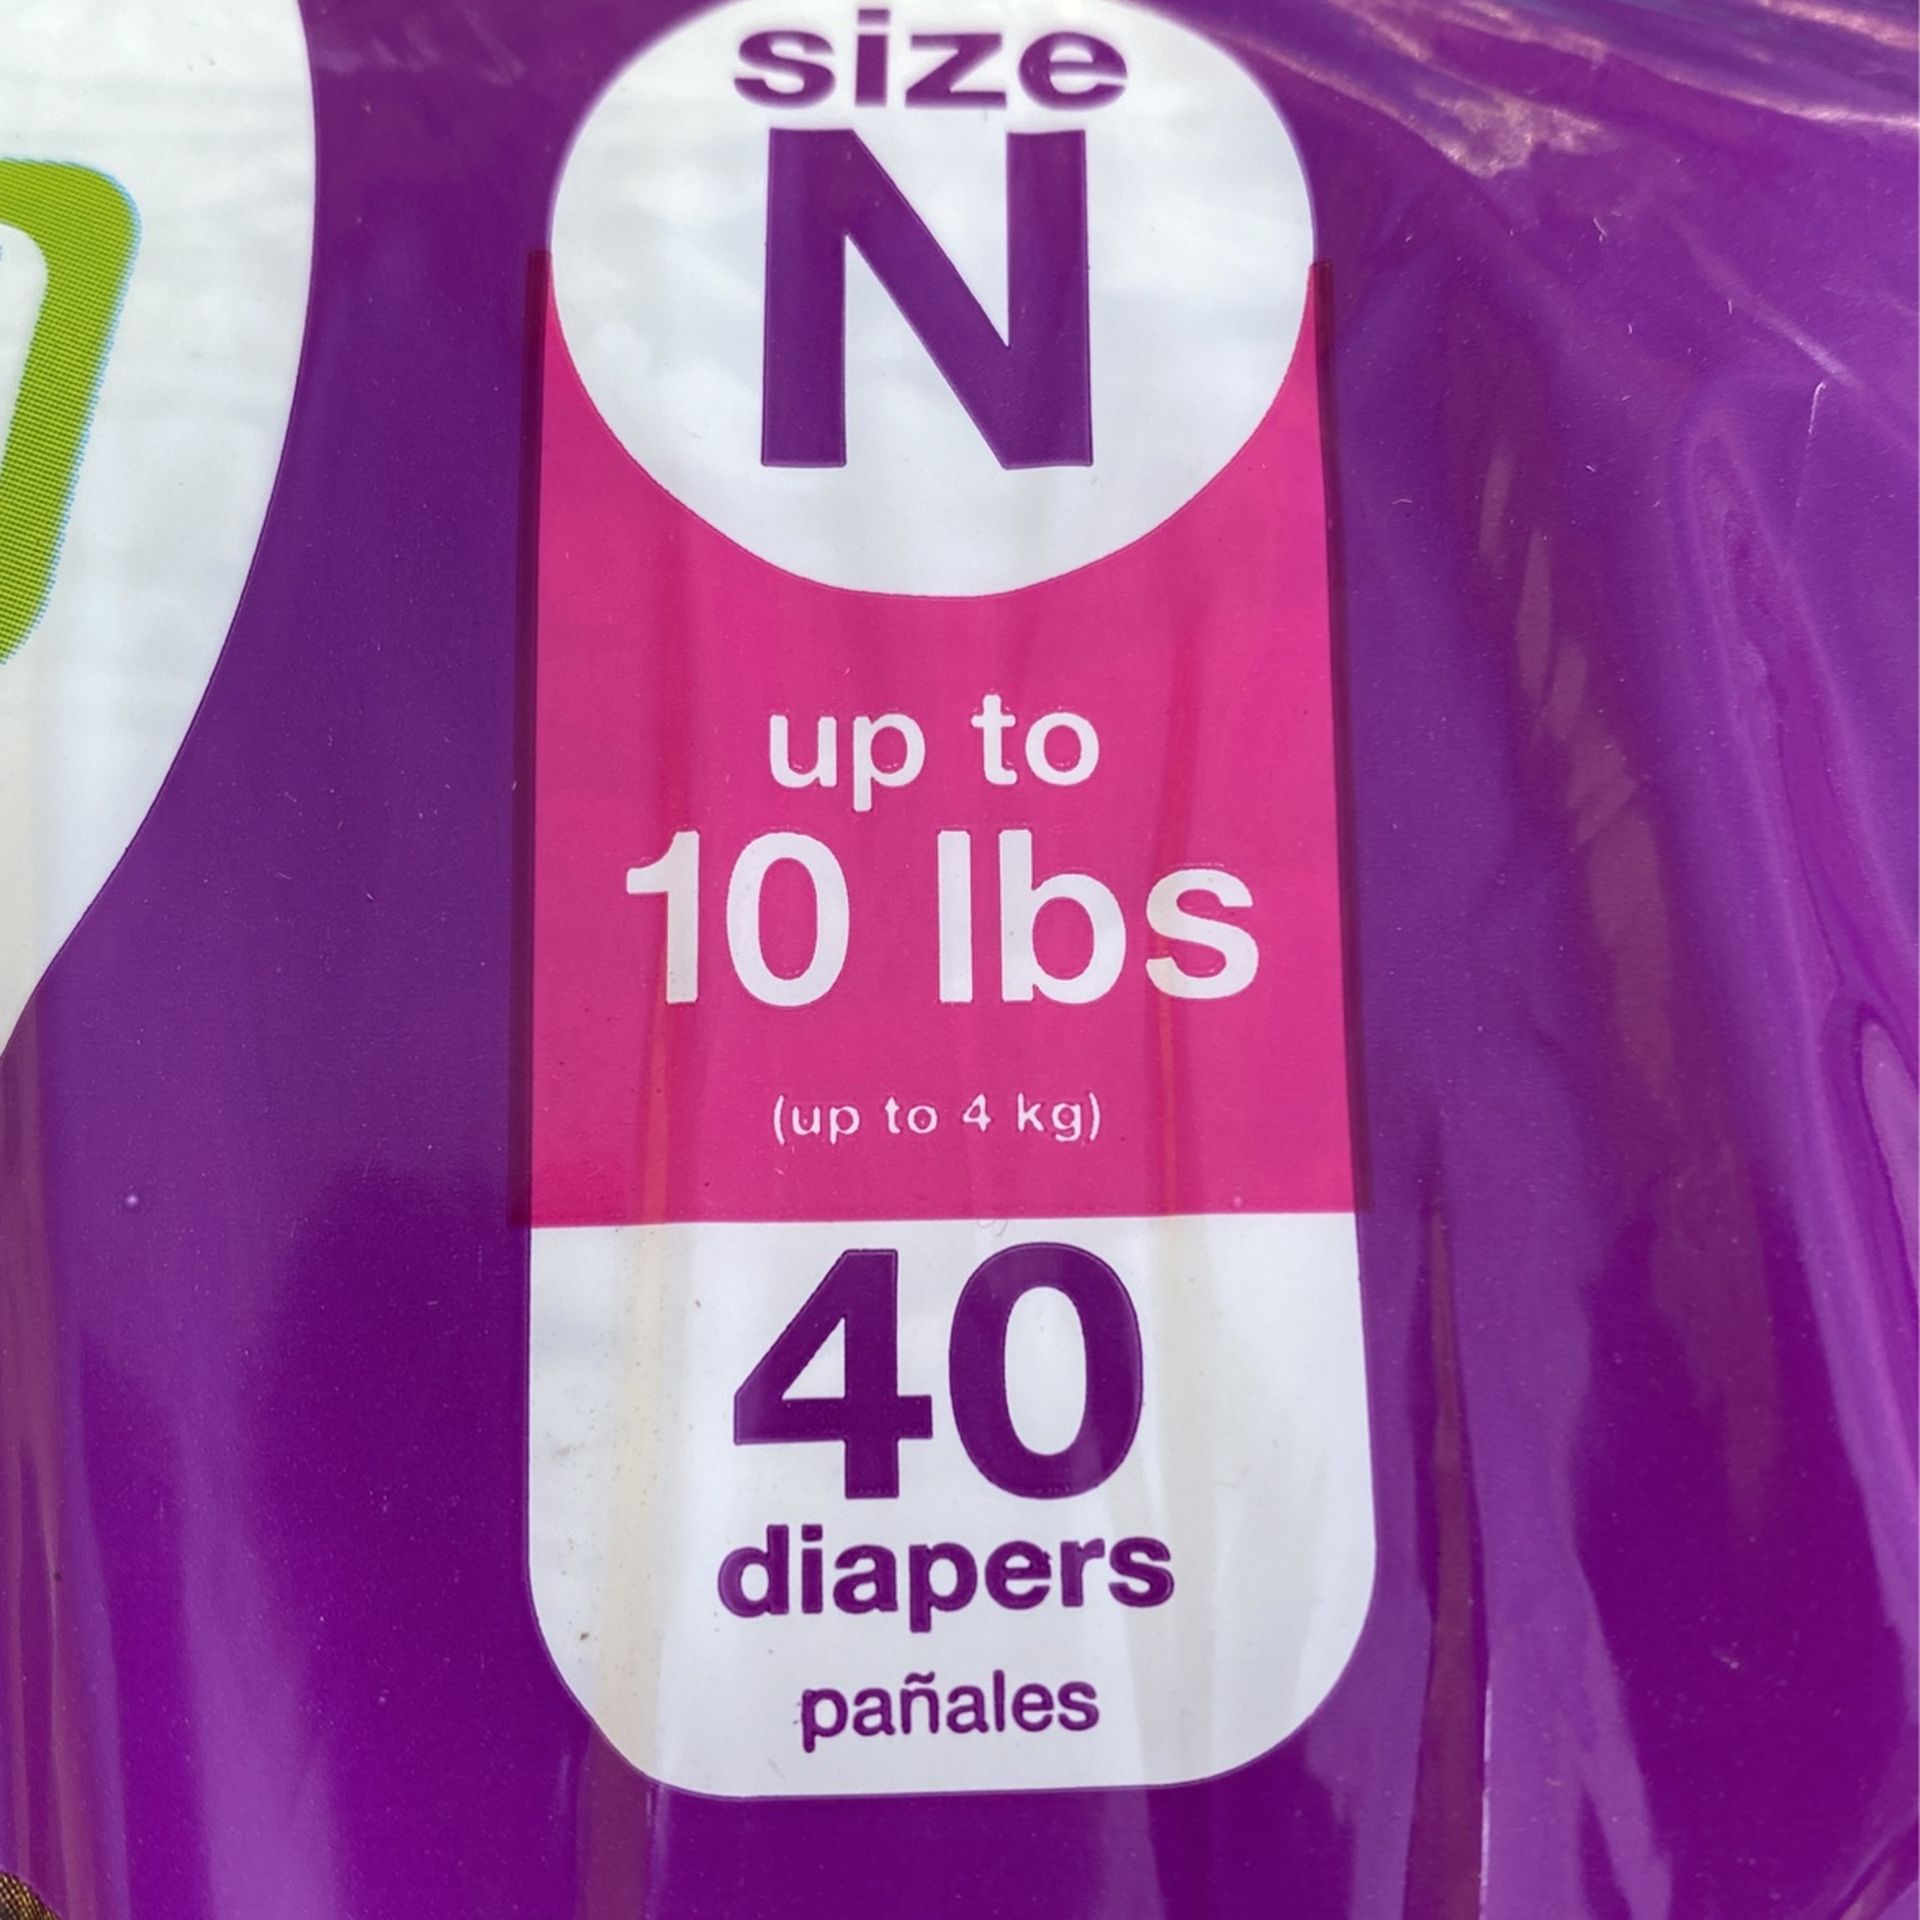 size
N
up to
10 lbs
(up to 4 kg)
40
diapers
pañales